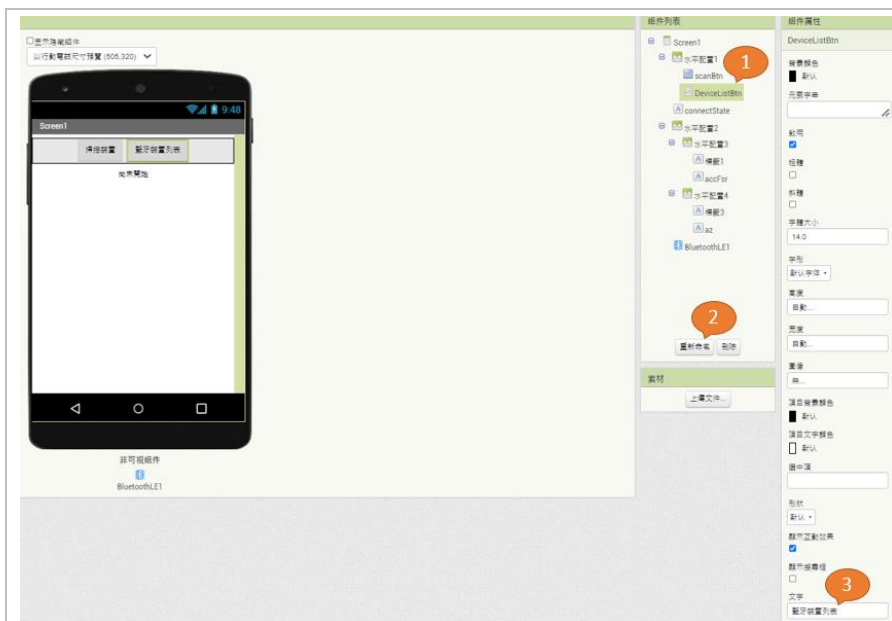 组件列表
组件属性
显示隐藏組件
以行動電話尺寸預覽 (505,320)
9:48
Screen1
掃描裝置
藍牙裝置列表
尚未開始
非可視組件
BluetoothLE1
Screen1
水平配置1
scanBtn
DeviceListBtn
connectState
水平配置2
水平配置3
標籤1
accFsr
水平配置4
標籤3
az
BluetoothLE1
1
2
重新命名
刪除
素材
上傳文件...
DeviceListBtn
背景顏色
默认
元素字串
啟用
粗體
斜體
字體大小
14.0
字形
默认字体
高度
自動...
宽度
自動...
圖像
無...
項目背景顏色
默认
項目文字顏色
默认
選中項
形狀
默认
顯示互動效果
顯示搜尋框
3
文字
藍牙裝置列表